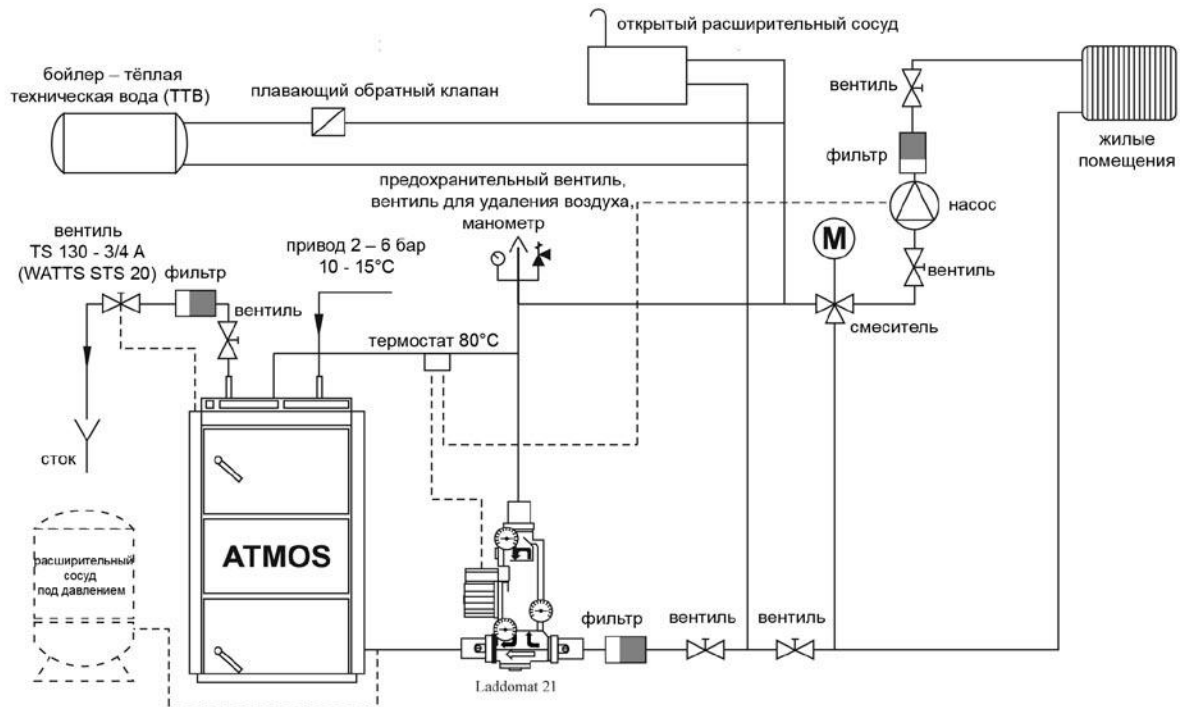 открытый расширительный сосуд
бойлер – тёплая
техническая вода (ТТВ)
плавающий обратный клапан
вентиль
жилые
помещения
фильтр
насос
предохранительный вентиль,
вентиль для удаления воздуха,
манометр
вентиль
TS 130 - 3/4 A
(WATTS STS 20)
фильтр
вентиль
привод 2 – 6 бар
10 - 15°C
M
вентиль
смеситель
термостат 80°C
сток
ATMOS
расширительный
сосуд
под давлением
фильтр
вентиль
вентиль
Laddomat 21